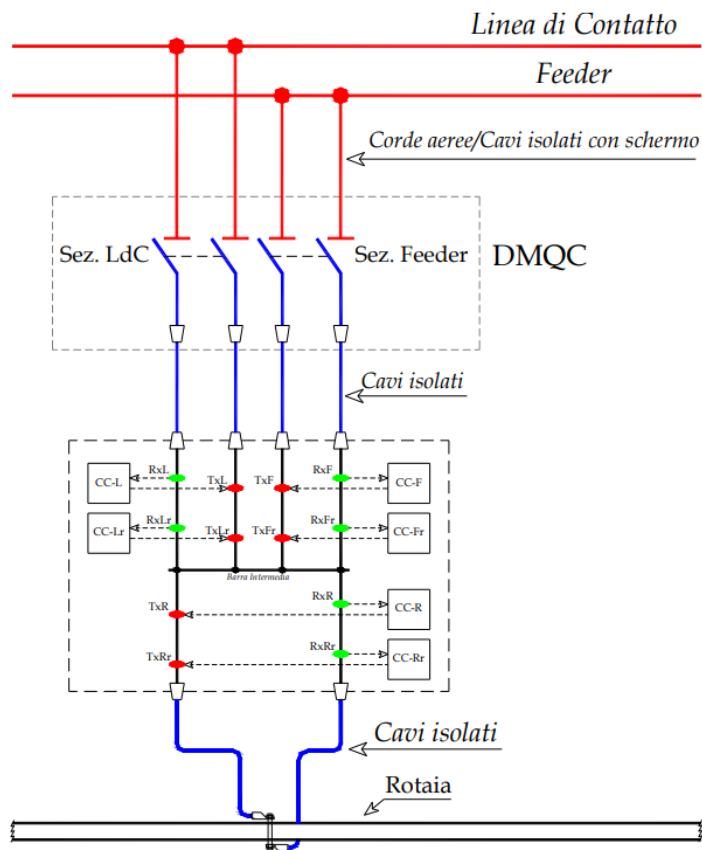 Linea di Contatto
Feeder
Corde aeree/Cavi isolati con schermo
Sez. LdC
Sez. Feeder
DMQC
Cavi isolati
RxL
TxL
TxF
RxF
CC-L
CC-F
RxLr
TxLr
TxFr
RxFr
CC-Lr
CC-Fr
Barra Intermedia
TxR
RxR
CC-R
TxRr
RxRr
CC-Rr
Cavi isolati
Rotaia